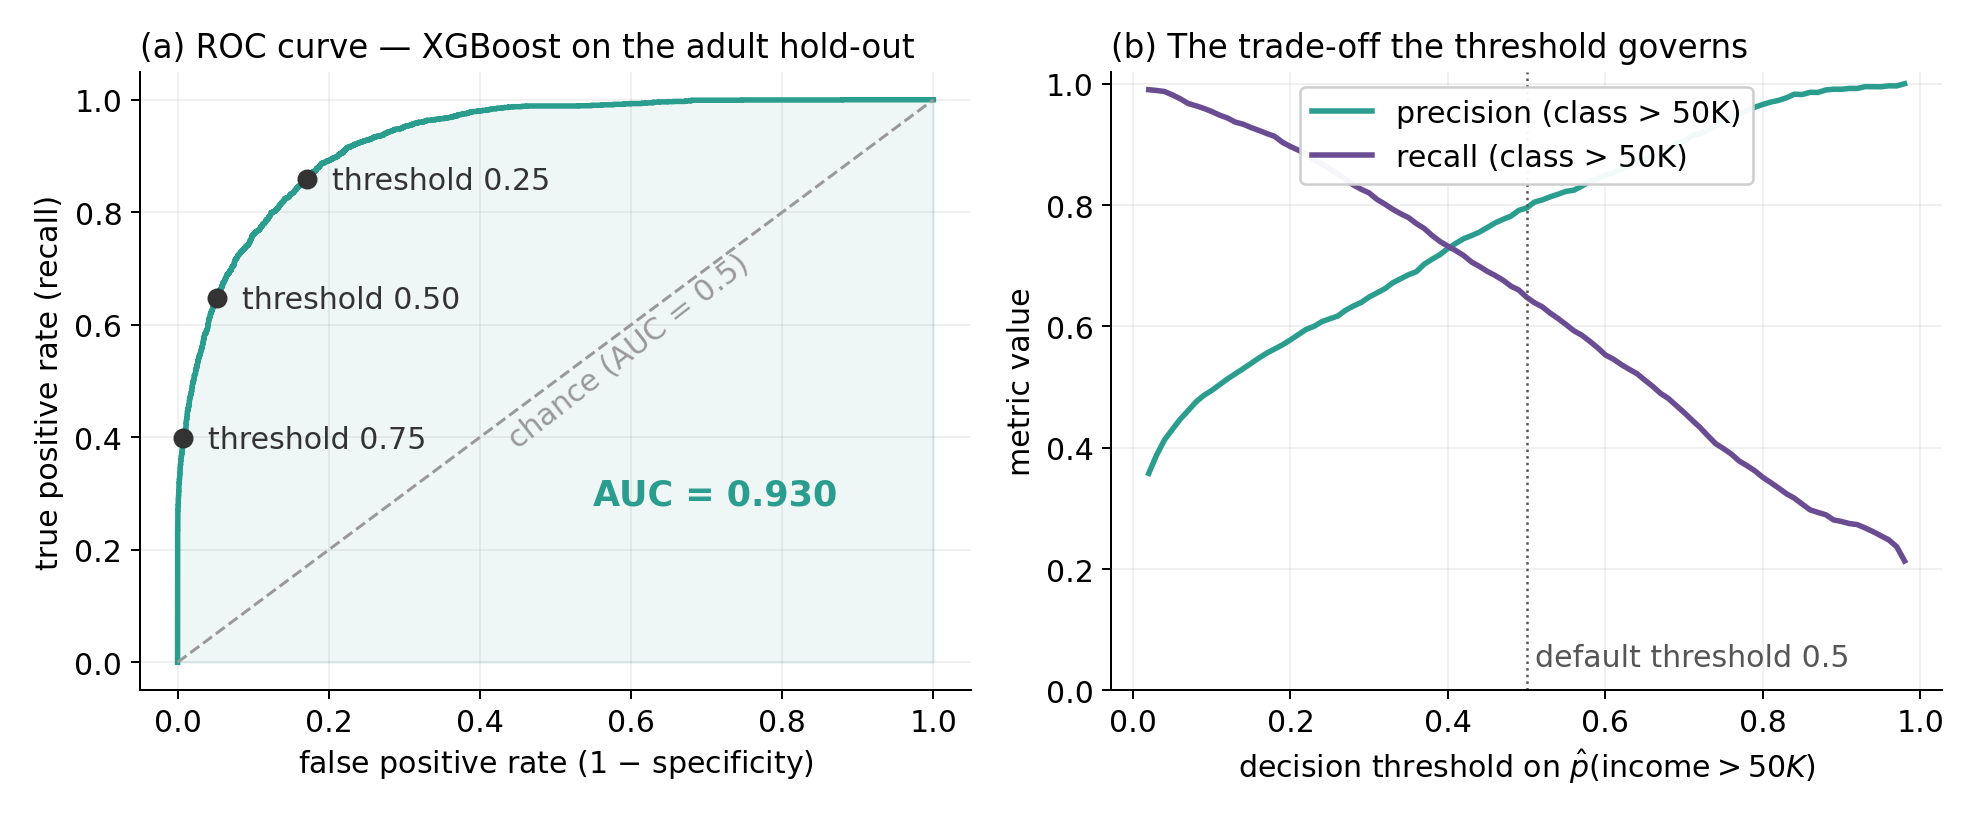 (a) ROC curve — XGBoost on the adult hold-out
1.0
0.8
0.6
0.4
0.2
0.0
true positive rate (recall)
threshold 0.25
threshold 0.50
threshold 0.75
chance (AUC = 0.5)
AUC = 0.930
0.0 0.2 0.4 0.6 0.8 1.0
false positive rate (1 − specificity)
(b) The trade-off the threshold governs
1.0
0.8
0.6
0.4
0.2
0.0
metric value
precision (class > 50K)
recall (class > 50K)
default threshold 0.5
0.0 0.2 0.4 0.6 0.8 1.0
decision threshold on p̂(income > 50K)